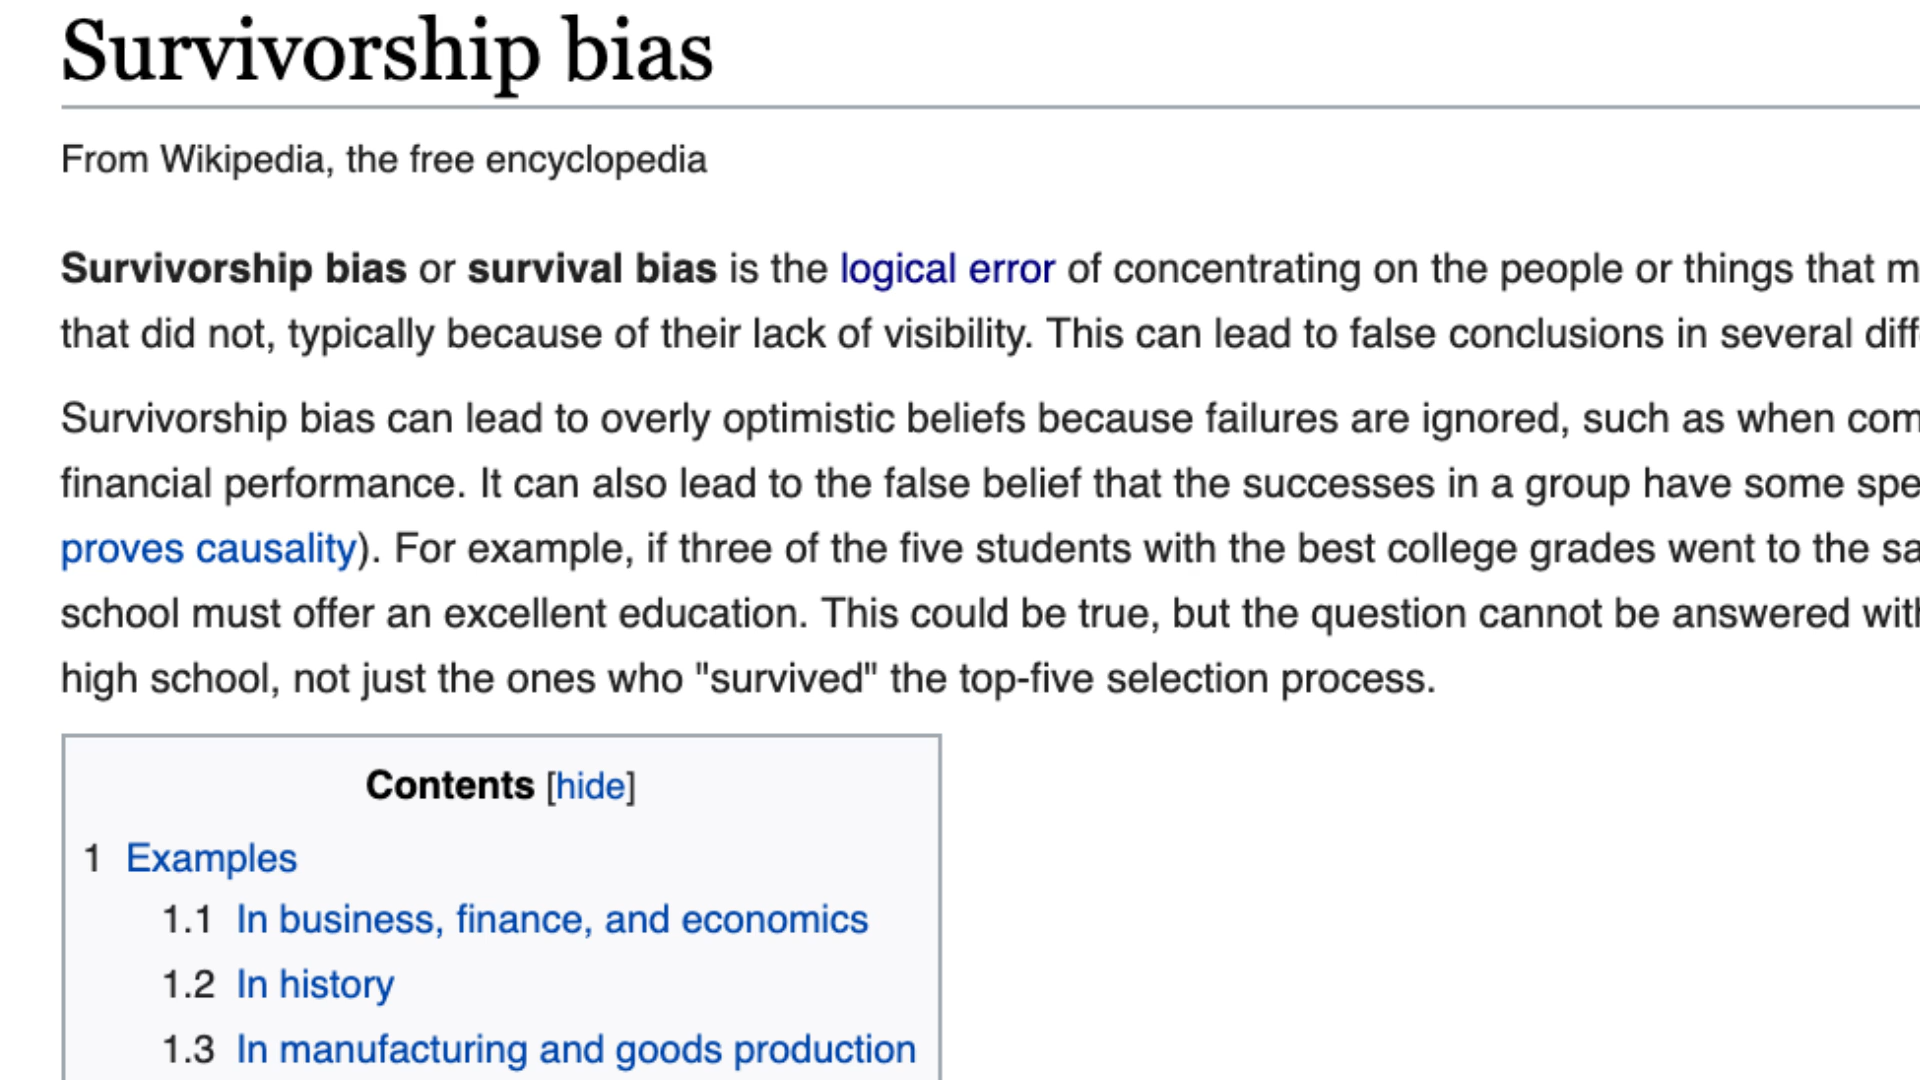 Survivorship bias
From Wikipedia, the free encyclopedia
Survivorship bias or survival bias is the logical error of concentrating on the people or things that
that did not, typically because of their lack of visibility. This can lead to false conclusions in several
Survivorship bias can lead to overly optimistic beliefs because failures are ignored, such as when
financial performance. It can also lead to the false belief that the successes in a group have some
proves causality). For example, if three of the five students with the best college grades went to the
school must offer an excellent education. This could be true, but the question cannot be answered
high school, not just the ones who "survived" the top-five selection process.
Contents [hide]
1 Examples
1.1 In business, finance, and economics
1.2 In history
1.3 In manufacturing and goods production